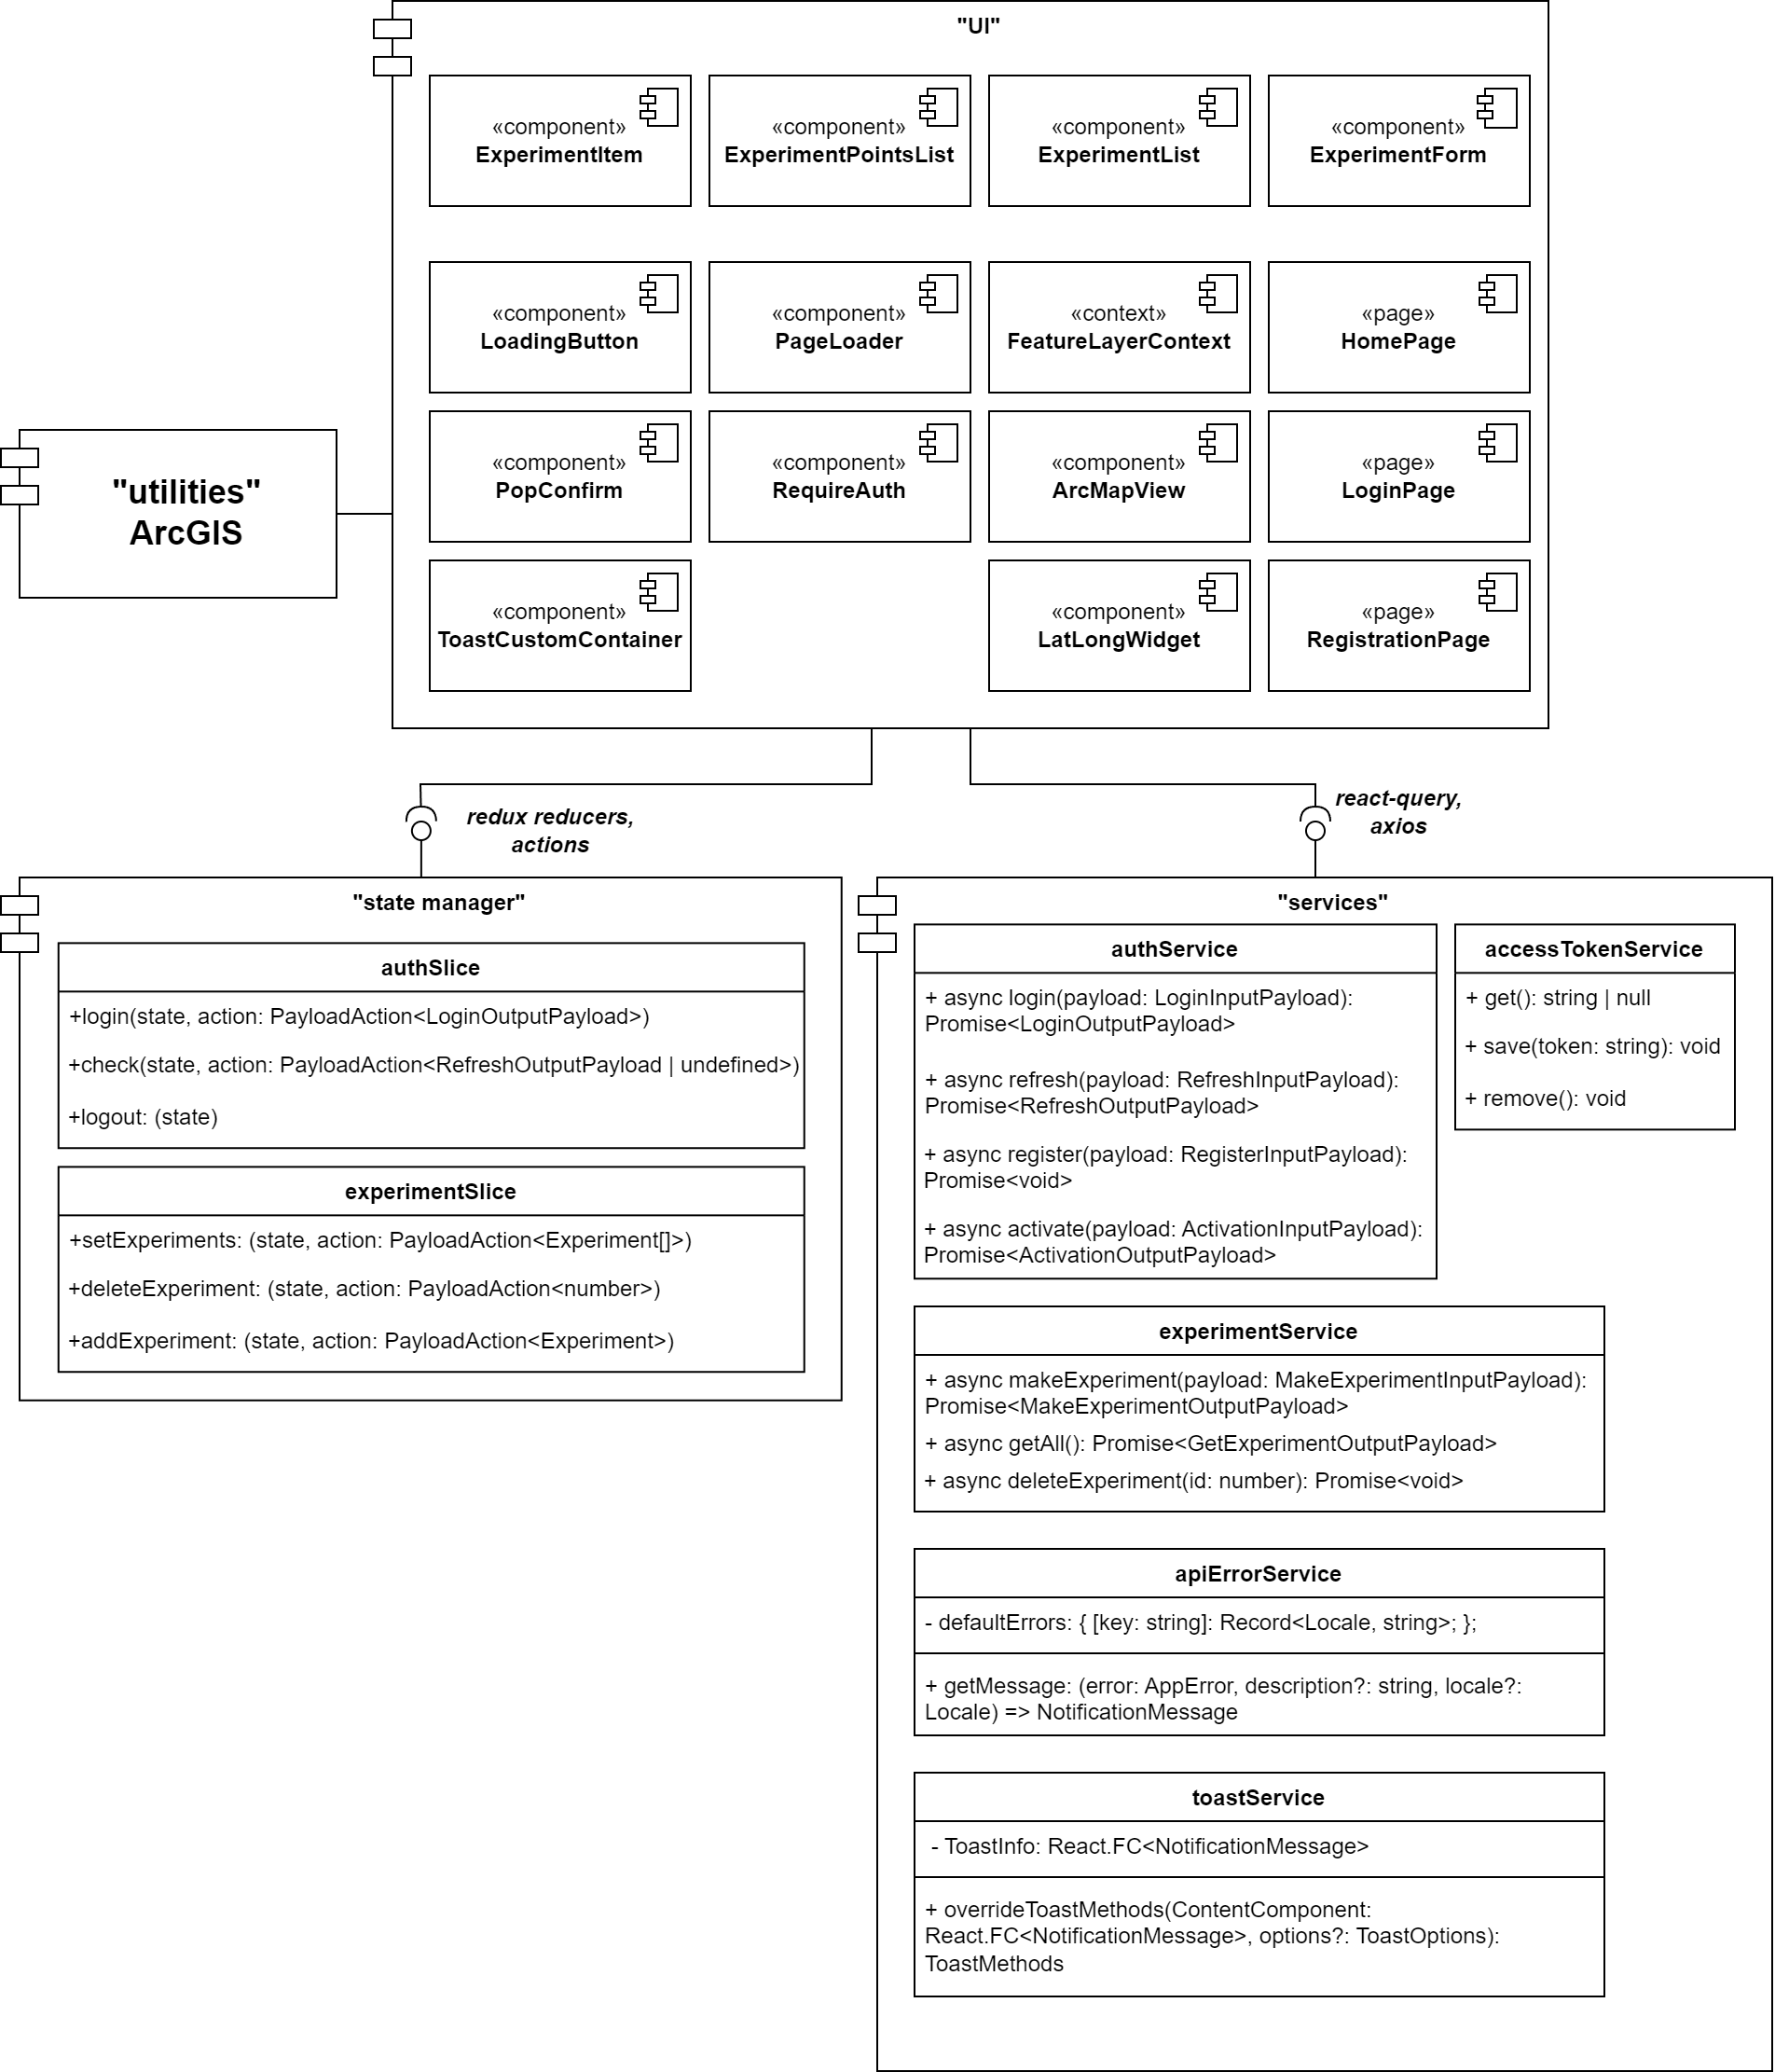 "UI"
«component»
ExperimentItem
«component»
ExperimentPointsList
«component»
ExperimentList
«component»
ExperimentForm
«component»
LoadingButton
«component»
PageLoader
«context»
FeatureLayerContext
«page»
HomePage
«component»
PopConfirm
«component»
RequireAuth
«component»
ArcMapView
«page»
LoginPage
«component»
ToastCustomContainer
«component»
LatLongWidget
«page»
RegistrationPage
"utilities"
ArcGIS
redux reducers,
actions
react-query,
axios
"state manager"
authSlice
+login(state, action: PayloadAction<LoginOutputPayload>)
+check(state, action: PayloadAction<RefreshOutputPayload | undefined>)
+logout: (state)
experimentSlice
+setExperiments: (state, action: PayloadAction<Experiment[]>)
+deleteExperiment: (state, action: PayloadAction<number>)
+addExperiment: (state, action: PayloadAction<Experiment>)
"services"
authService
+ async login(payload: LoginInputPayload):
Promise<LoginOutputPayload>
+ async refresh(payload: RefreshInputPayload):
Promise<RefreshOutputPayload>
+ async register(payload: RegisterInputPayload):
Promise<void>
+ async activate(payload: ActivationInputPayload):
Promise<ActivationOutputPayload>
accessTokenService
+ get(): string | null
+ save(token: string): void
+ remove(): void
experimentService
+ async makeExperiment(payload: MakeExperimentInputPayload):
Promise<MakeExperimentOutputPayload>
+ async getAll(): Promise<GetExperimentOutputPayload>
+ async deleteExperiment(id: number): Promise<void>
apiErrorService
- defaultErrors: { [key: string]: Record<Locale, string>; };
+ getMessage: (error: AppError, description?: string, locale?:
Locale) => NotificationMessage
toastService
- ToastInfo: React.FC<NotificationMessage>
+ overrideToastMethods(ContentComponent:
React.FC<NotificationMessage>, options?: ToastOptions):
ToastMethods